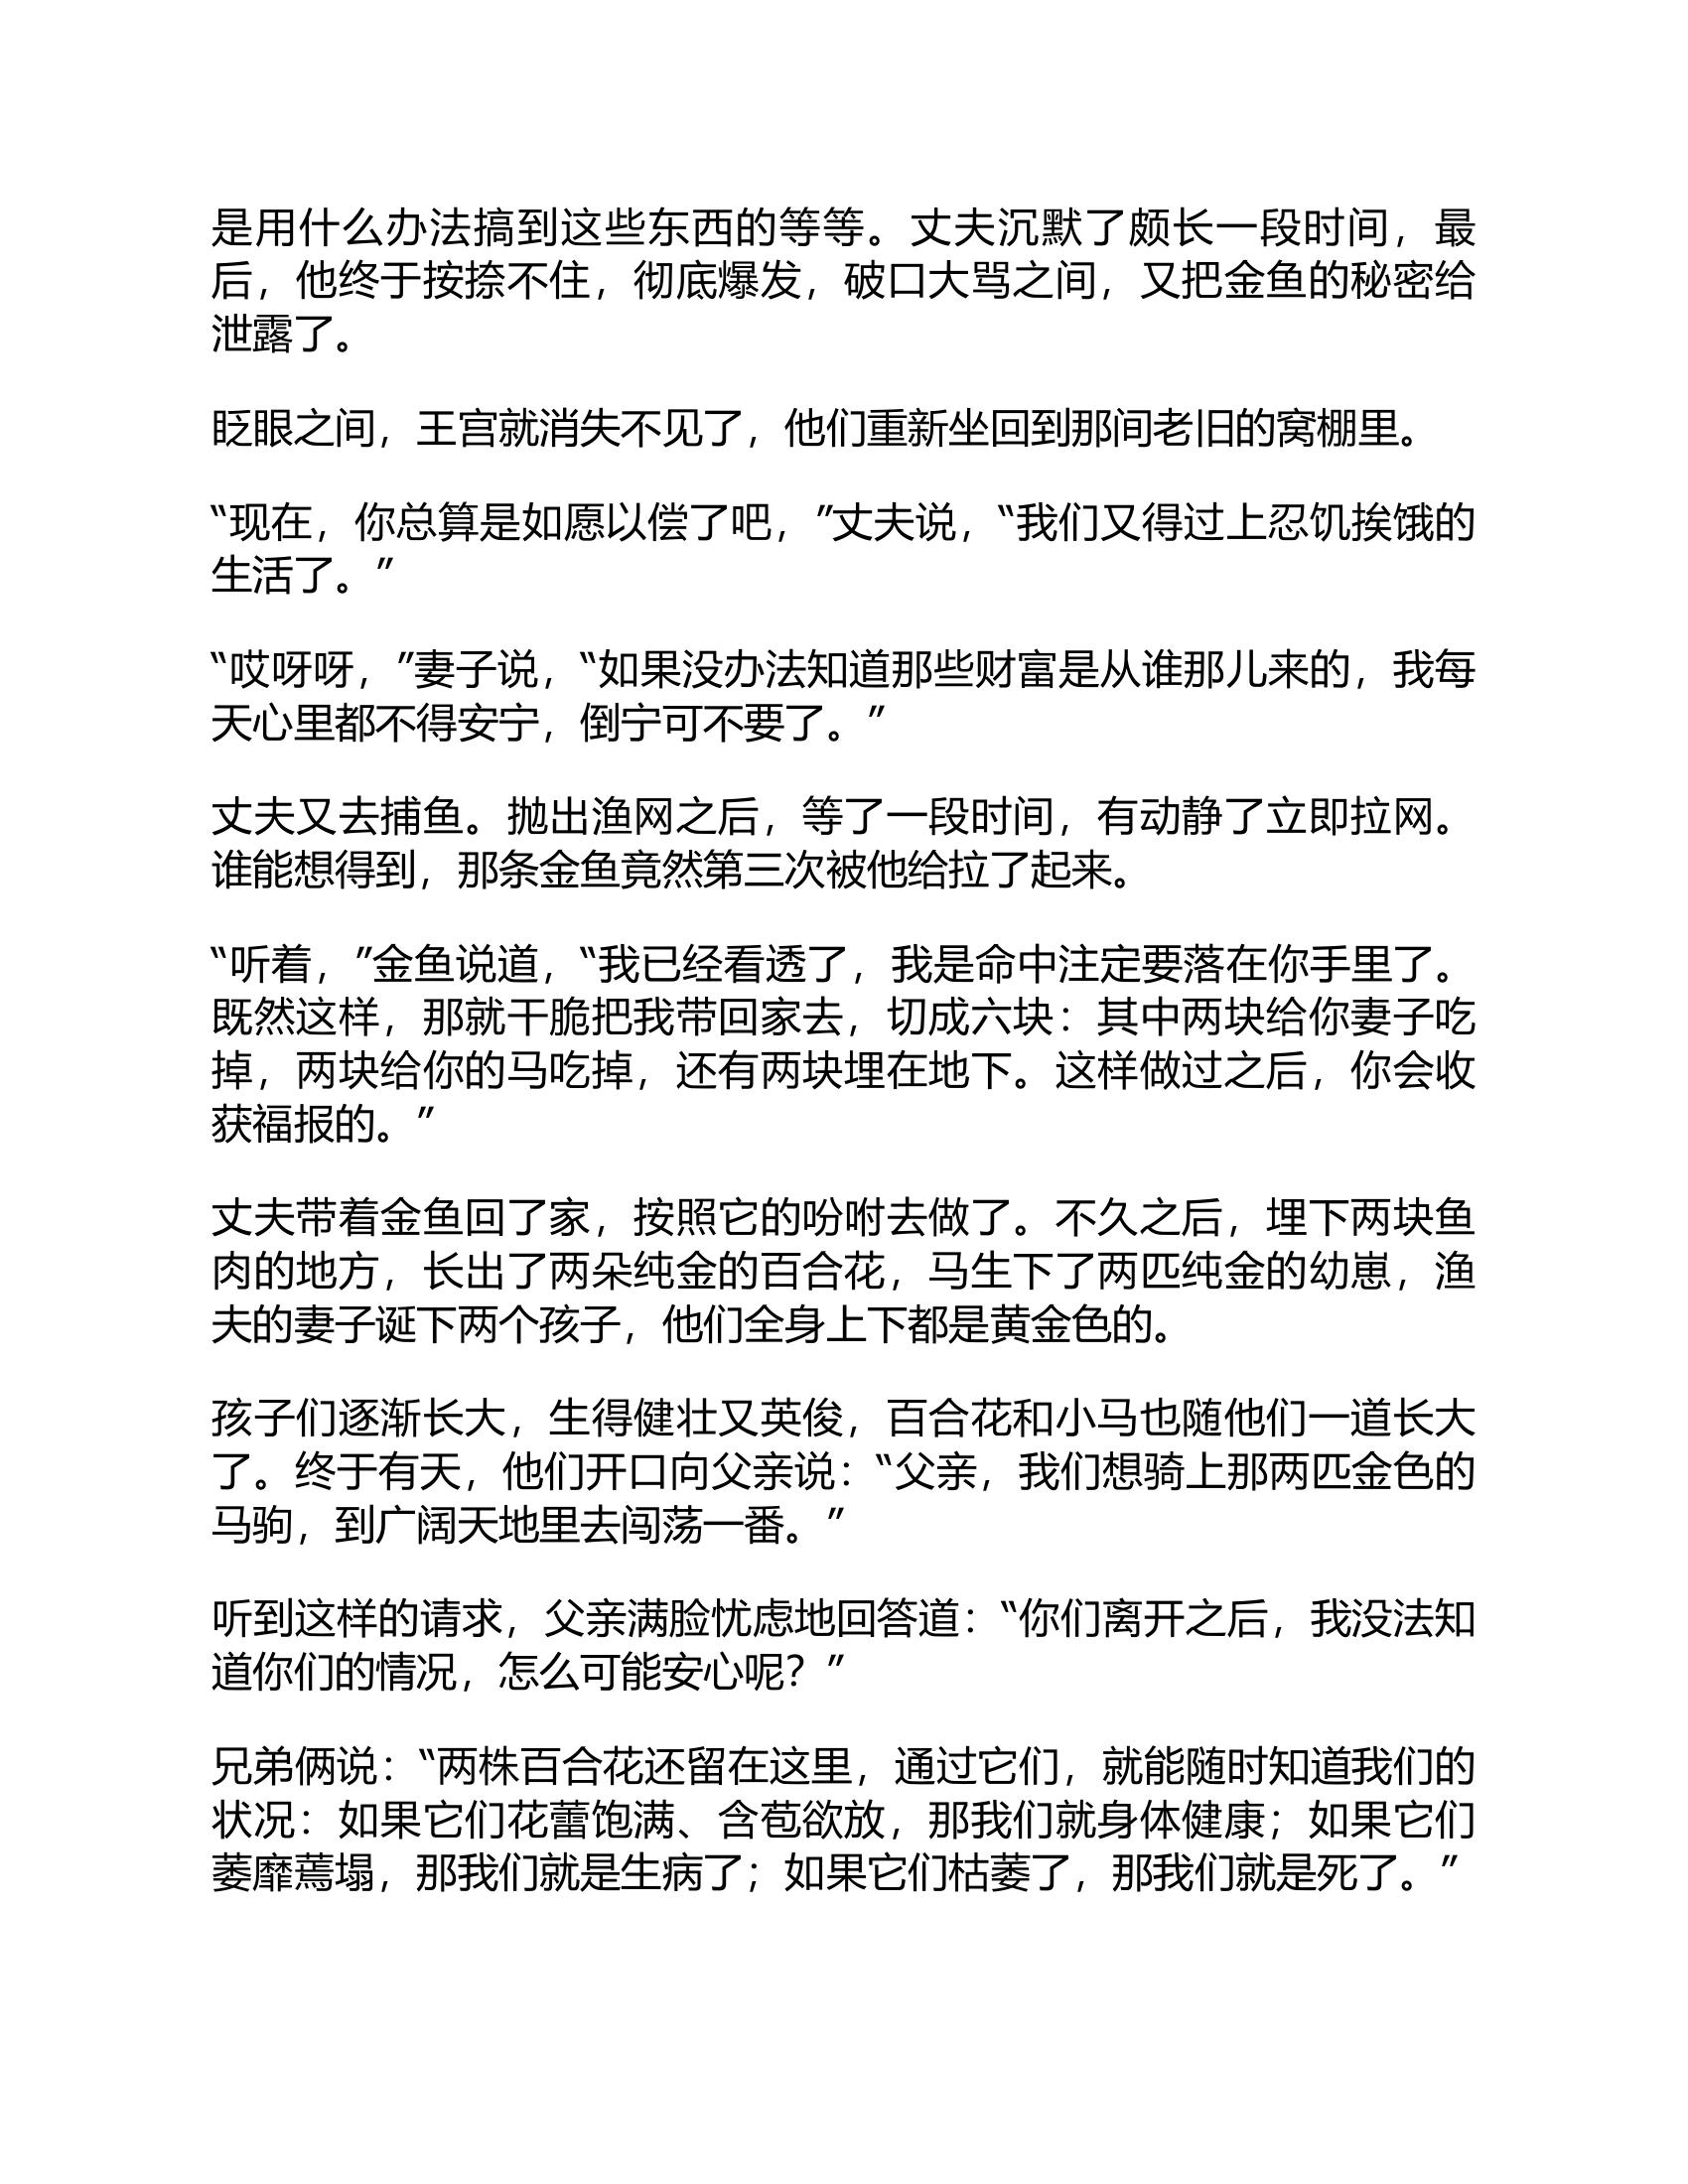 是用什么办法搞到这些东西的等等。丈夫沉默了颇长一段时间，最
后，他终于按捺不住，彻底爆发，破口大骂之间，又把金鱼的秘密给
泄露了。
眨眼之间，王宫就消失不见了，他们重新坐回到那间老旧的窝棚里。
“现在，你总算是如愿以偿了吧，”丈夫说，“我们又得过上忍饥挨饿的
生活了。”
“哎呀呀，”妻子说，“如果没办法知道那些财富是从谁那儿来的，我每
天心里都不得安宁，倒宁可不要了。”
丈夫又去捕鱼。抛出渔网之后，等了一段时间，有动静了立即拉网。
谁能想得到，那条金鱼竟然第三次被他给拉了起来。
“听着，”金鱼说道，“我已经看透了，我是命中注定要落在你手里了。
既然这样，那就干脆把我带回家去，切成六块：其中两块给你妻子吃
掉，两块给你的马吃掉，还有两块埋在地下。这样做过之后，你会收
获福报的。”
丈夫带着金鱼回了家，按照它的吩咐去做了。不久之后，埋下两块鱼
肉的地方，长出了两朵纯金的百合花，马生下了两匹纯金的幼崽，渔
夫的妻子诞下两个孩子，他们全身上下都是黄金色的。
孩子们逐渐长大，生得健壮又英俊，百合花和小马也随他们一道长大
了。终于有天，他们开口向父亲说：“父亲，我们想骑上那两匹金色的
马驹，到广阔天地里去闯荡一番。”
听到这样的请求，父亲满脸忧虑地回答道：“你们离开之后，我没法知
道你们的情况，怎么可能安心呢？”
兄弟俩说：“两株百合花还留在这里，通过它们，就能随时知道我们的
状况：如果它们花蕾饱满、含苞欲放，那我们就身体健康；如果它们
萎靡蔫塌，那我们就是生病了；如果它们枯萎了，那我们就是死了。”